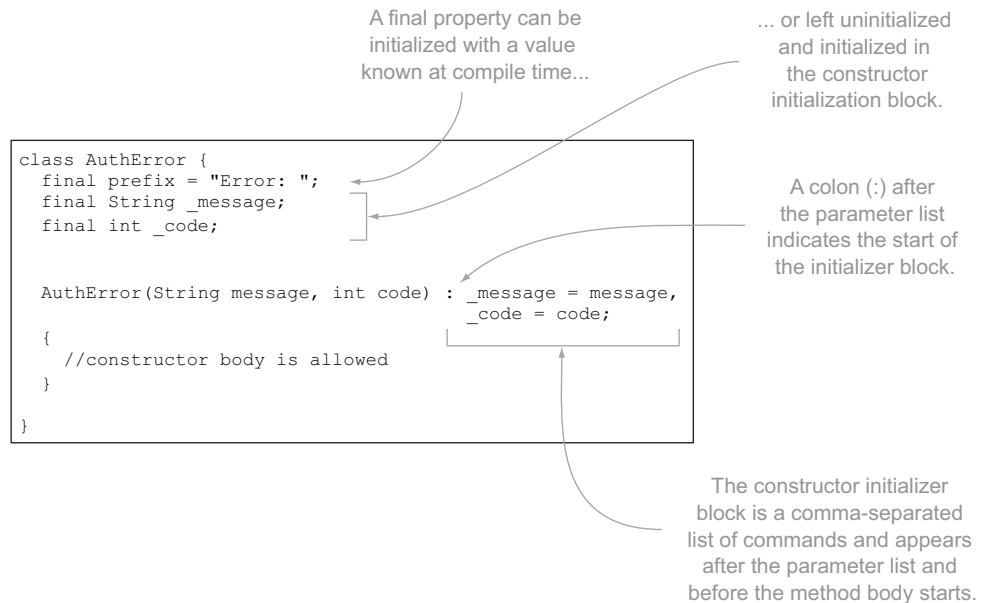 A final property can be
initialized with a value
known at compile time...
... or left uninitialized
and initialized in
the constructor
initialization block.
class AuthError {
final prefix = "Error: ";
final String _message;
final int _code;
A colon (:) after
the parameter list
indicates the start of
the initializer block.
AuthError(String message, int code) : _message = message,
_code = code;
{
//constructor body is allowed
}
}
The constructor initializer
block is a comma-separated
list of commands and appears
after the parameter list and
before the method body starts.